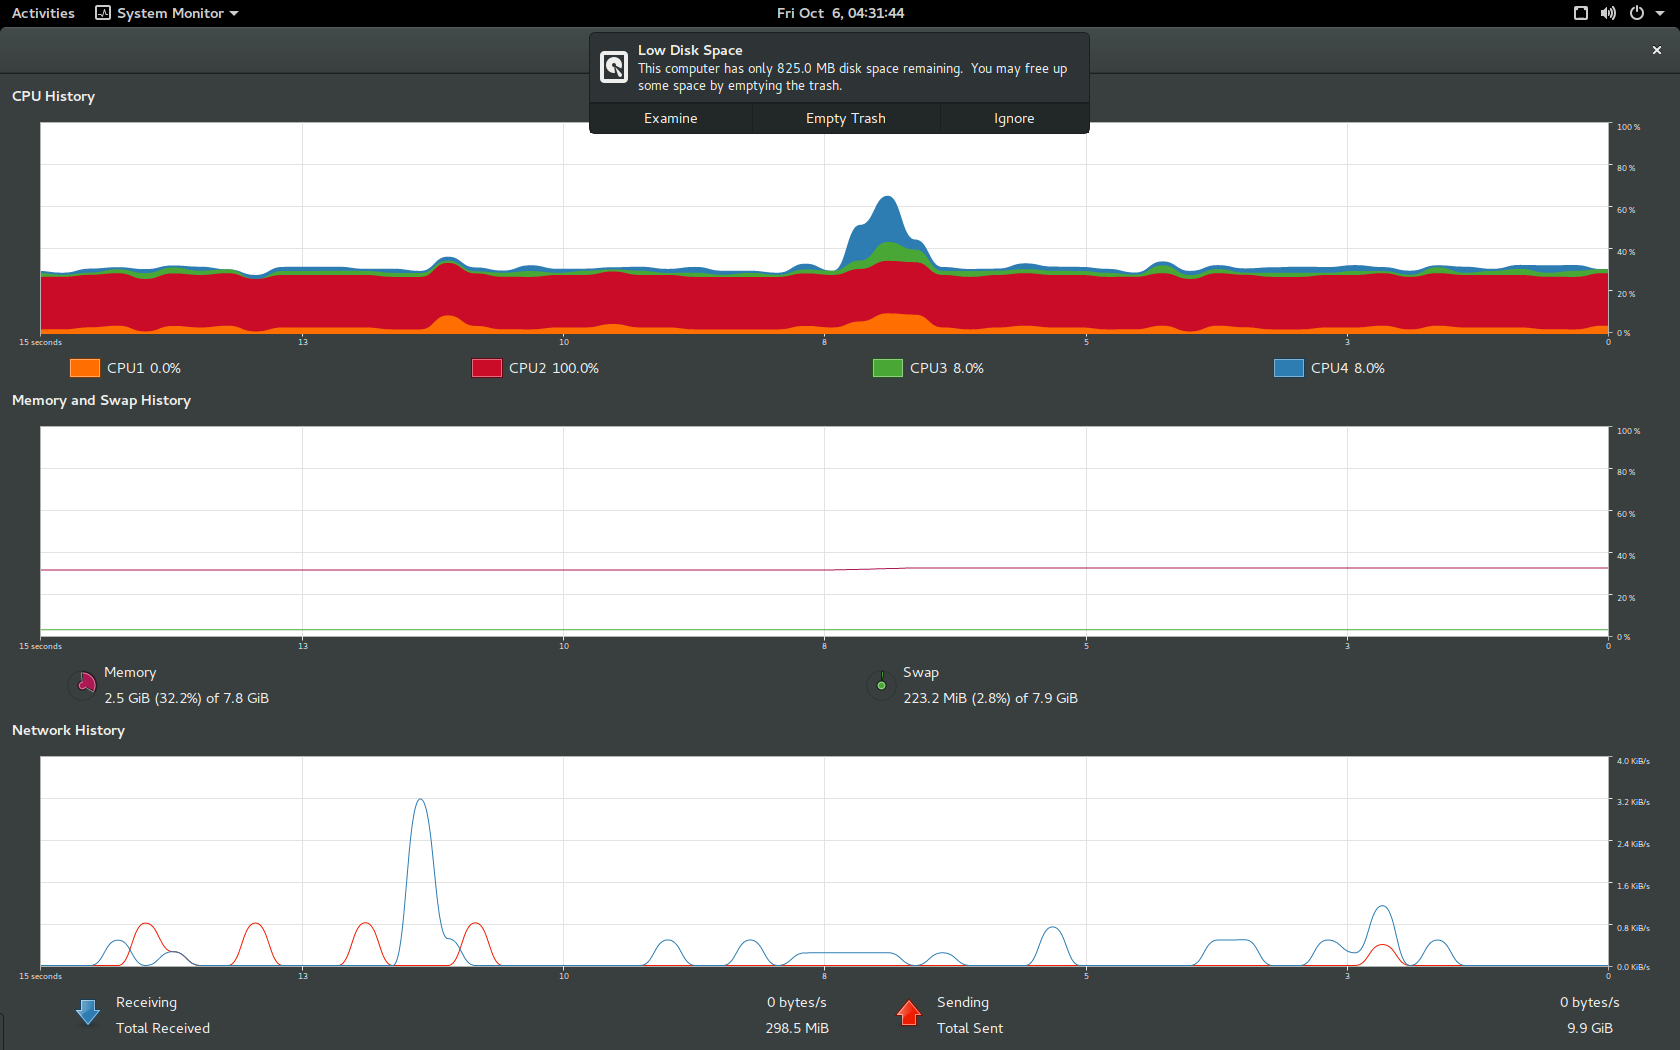 Activities System Monitor Fri Oct 6, 04:31:44
Low Disk Space
This computer has only 825.0 MB disk space remaining. You may free up
some space by emptying the trash.
Examine Empty Trash Ignore
CPU History
100 %
80 %
60 %
40 %
20 %
0 %
15 seconds 13 10 8 5 3 0
CPU1 0.0% CPU2 100.0% CPU3 8.0% CPU4 8.0%
Memory and Swap History
100 %
80 %
60 %
40 %
20 %
0 %
15 seconds 13 10 8 5 3 0
Memory Swap
2.5 GiB (32.2%) of 7.8 GiB 223.2 MiB (2.8%) of 7.9 GiB
Network History
4.0 KiB/s
3.2 KiB/s
2.4 KiB/s
1.6 KiB/s
0.8 KiB/s
0.0 KiB/s
15 seconds 13 10 8 5 3 0
Receiving 0 bytes/s Sending 0 bytes/s
Total Received 298.5 MiB Total Sent 9.9 GiB